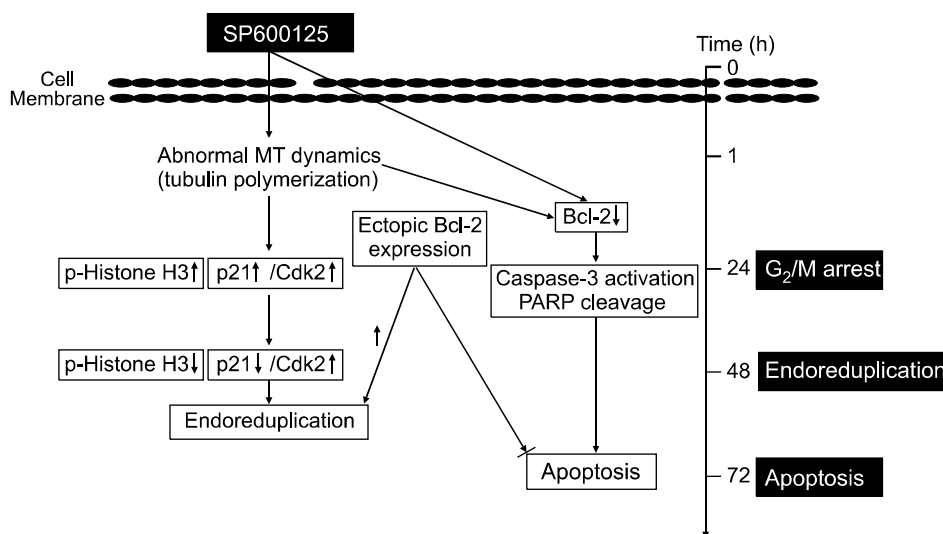 SP600125
Time (h)
0
Cell
Membrane
1
Abnormal MT dynamics
(tubulin polymerization)
Bcl-2↓
Ectopic Bcl-2
expression
p-Histone H3↑ p21↑ /Cdk2↑
Caspase-3 activation
PARP cleavage
24 G₂/M arrest
↑
p-Histone H3↓ p21↓ /Cdk2↑
48 Endoreduplication
Endoreduplication
Apoptosis
72 Apoptosis